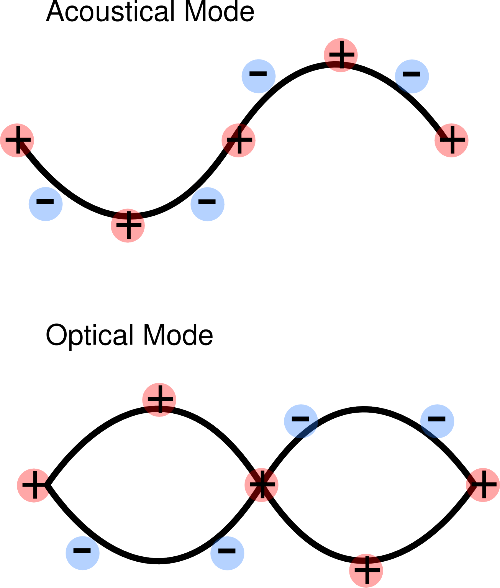 Acoustical Mode
+ − + − + − + − +
Optical Mode
+ − + − + − + − +